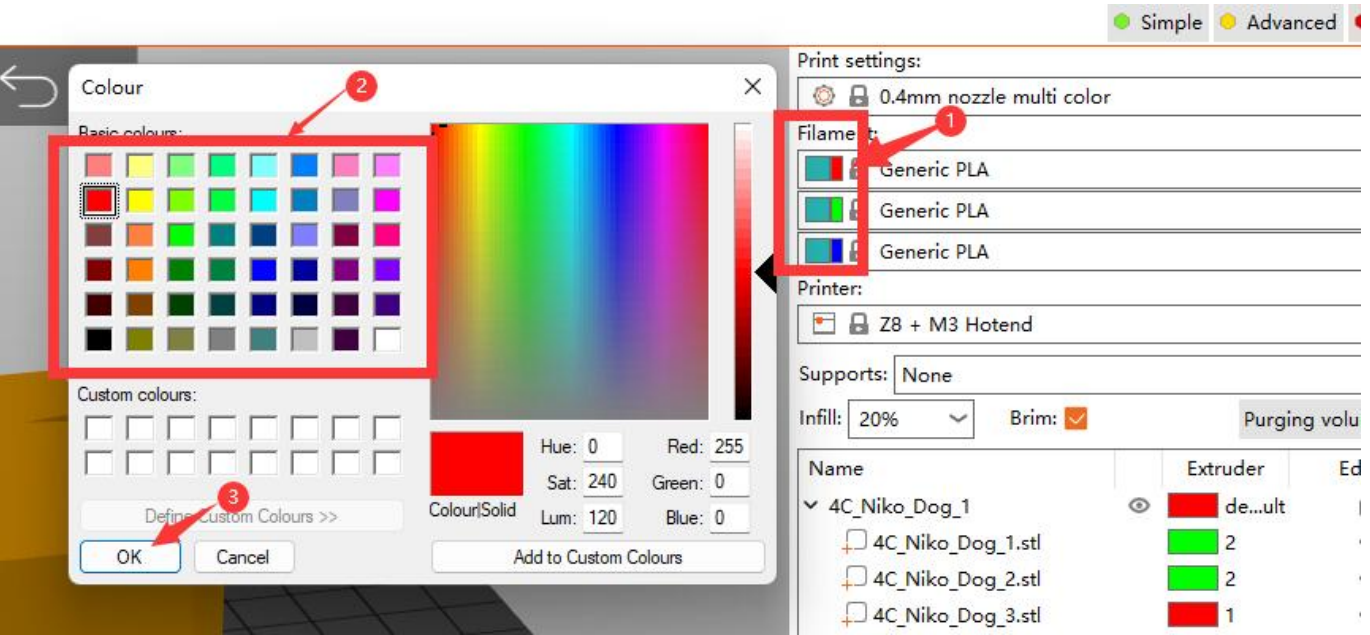 Simple
Advanced
Colour
2
Basic colours:
Custom colours:
3
Define Custom Colours >>
OK
Cancel
Colour|Solid
Hue: 0
Sat: 240
Lum: 120
Red: 255
Green: 0
Blue: 0
Add to Custom Colours
Print settings:
0.4mm nozzle multi color
Filament:
1
Generic PLA
Generic PLA
Generic PLA
Printer:
Z8 + M3 Hotend
Supports: None
Infill: 20%
Brim:
Purging volu
Name
Extruder
Ed
4C_Niko_Dog_1
de...ult
4C_Niko_Dog_1.stl
2
4C_Niko_Dog_2.stl
2
4C_Niko_Dog_3.stl
1